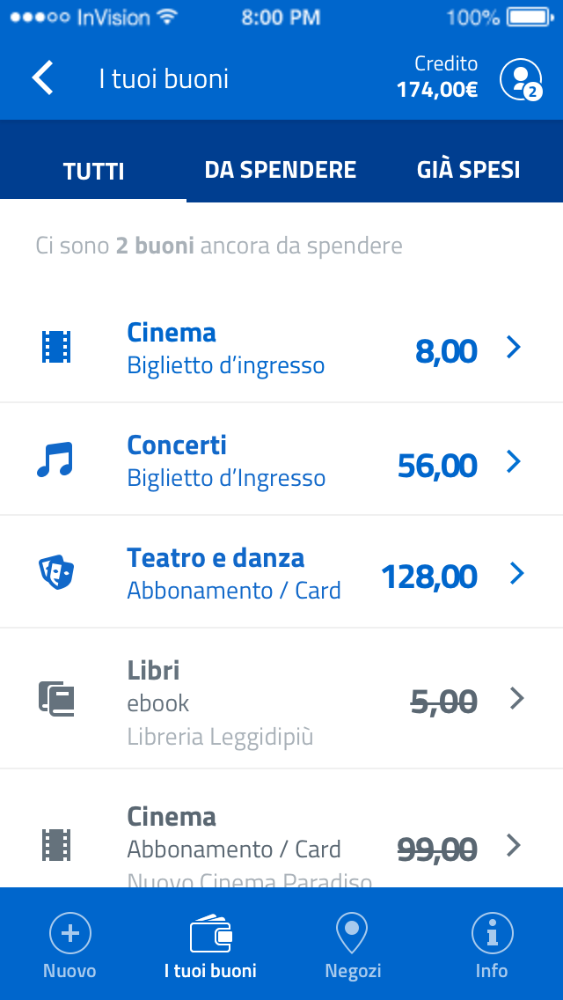 InVision 8:00 PM 100%
I tuoi buoni
Credito
174,00€
2
TUTTI DA SPENDERE GIÀ SPESI
Ci sono 2 buoni ancora da spendere
Cinema
Biglietto d’ingresso
8,00
Concerti
Biglietto d’Ingresso
56,00
Teatro e danza
Abbonamento / Card
128,00
Libri
ebook
Libreria Leggidipiù
5,00
Cinema
Abbonamento / Card
Nuovo Cinema Paradiso
99,00
Nuovo I tuoi buoni Negozi Info